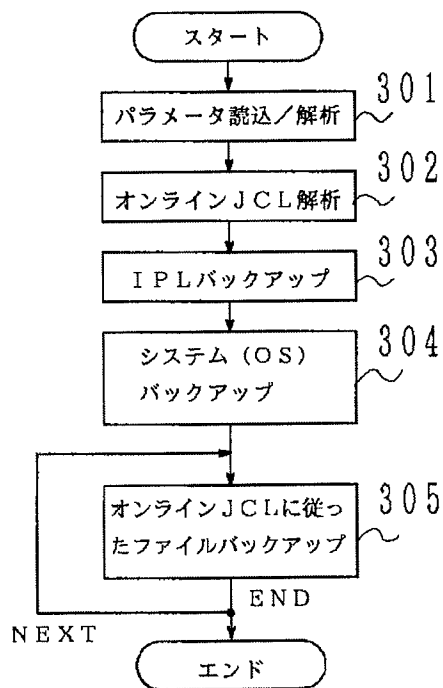 スタート
301
パラメータ読込/解析
302
オンラインJCL解析
303
IPLバックアップ
304
システム(OS)
バックアップ
305
オンラインJCLに従っ
たファイルバックアップ
END
NEXT
エンド